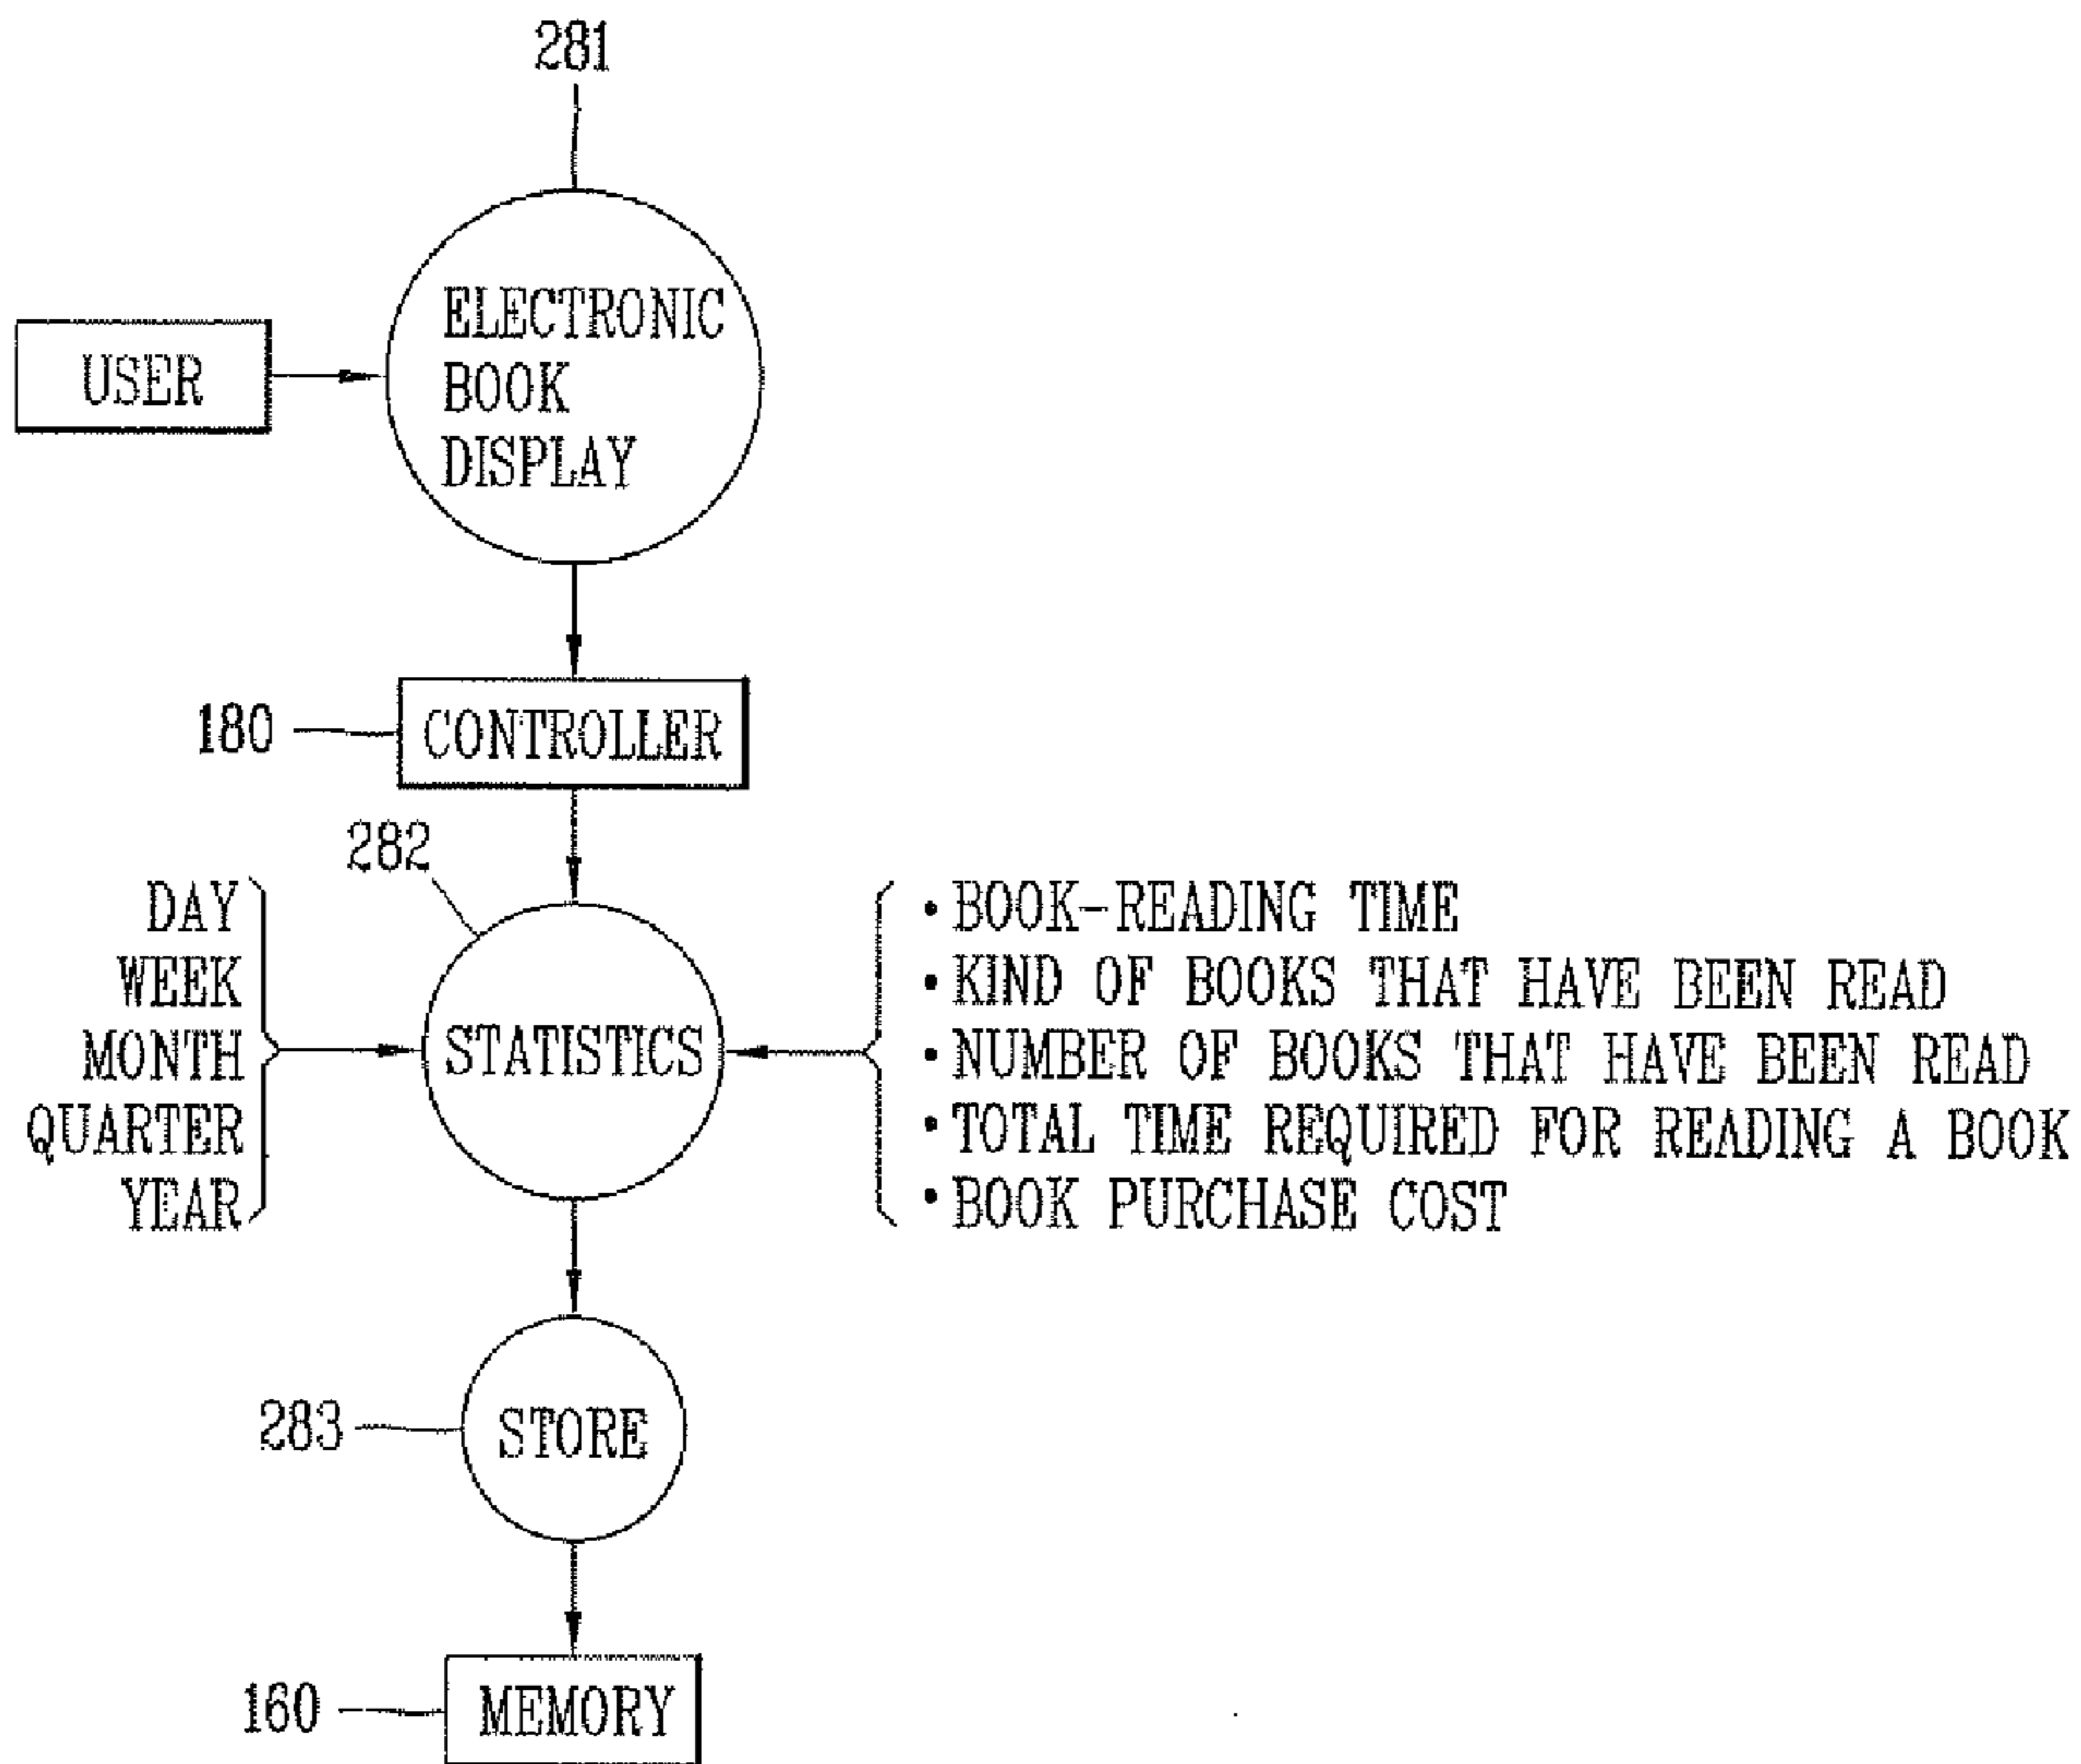 281
USER
ELECTRONIC
BOOK
DISPLAY
180
CONTROLLER
282
DAY
WEEK
MONTH
QUARTER
YEAR
STATISTICS
• BOOK-READING TIME
• KIND OF BOOKS THAT HAVE BEEN READ
• NUMBER OF BOOKS THAT HAVE BEEN READ
• TOTAL TIME REQUIRED FOR READING A BOOK
• BOOK PURCHASE COST
283
STORE
160
MEMORY